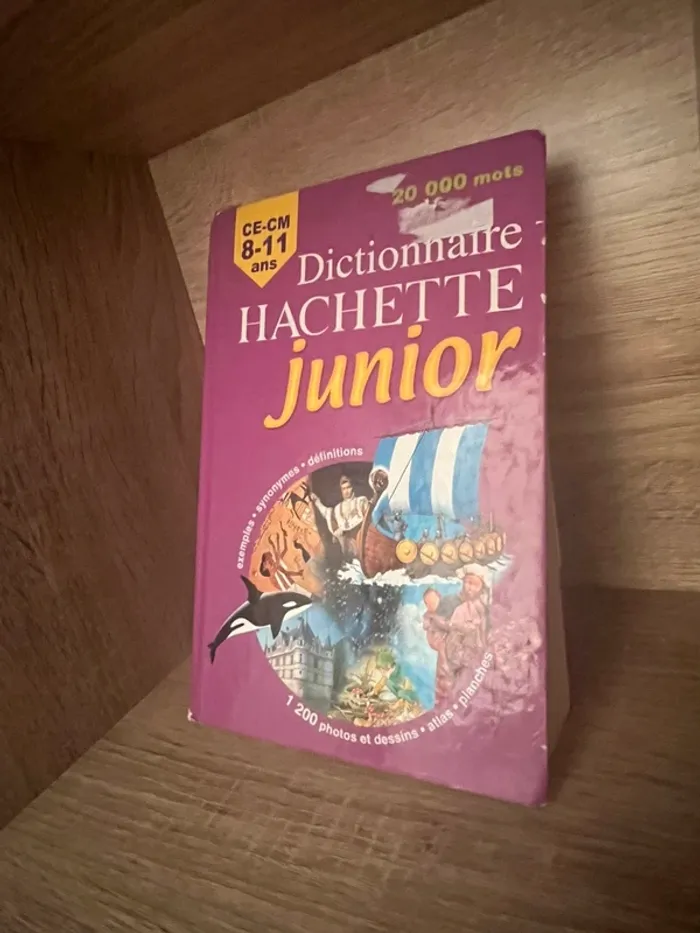 20 000 mots
CE-CM
8-11
ans
Dictionnaire
HACHETTE
junior
exemples • synonymes • définitions
1 200 photos et dessins • atlas • planches